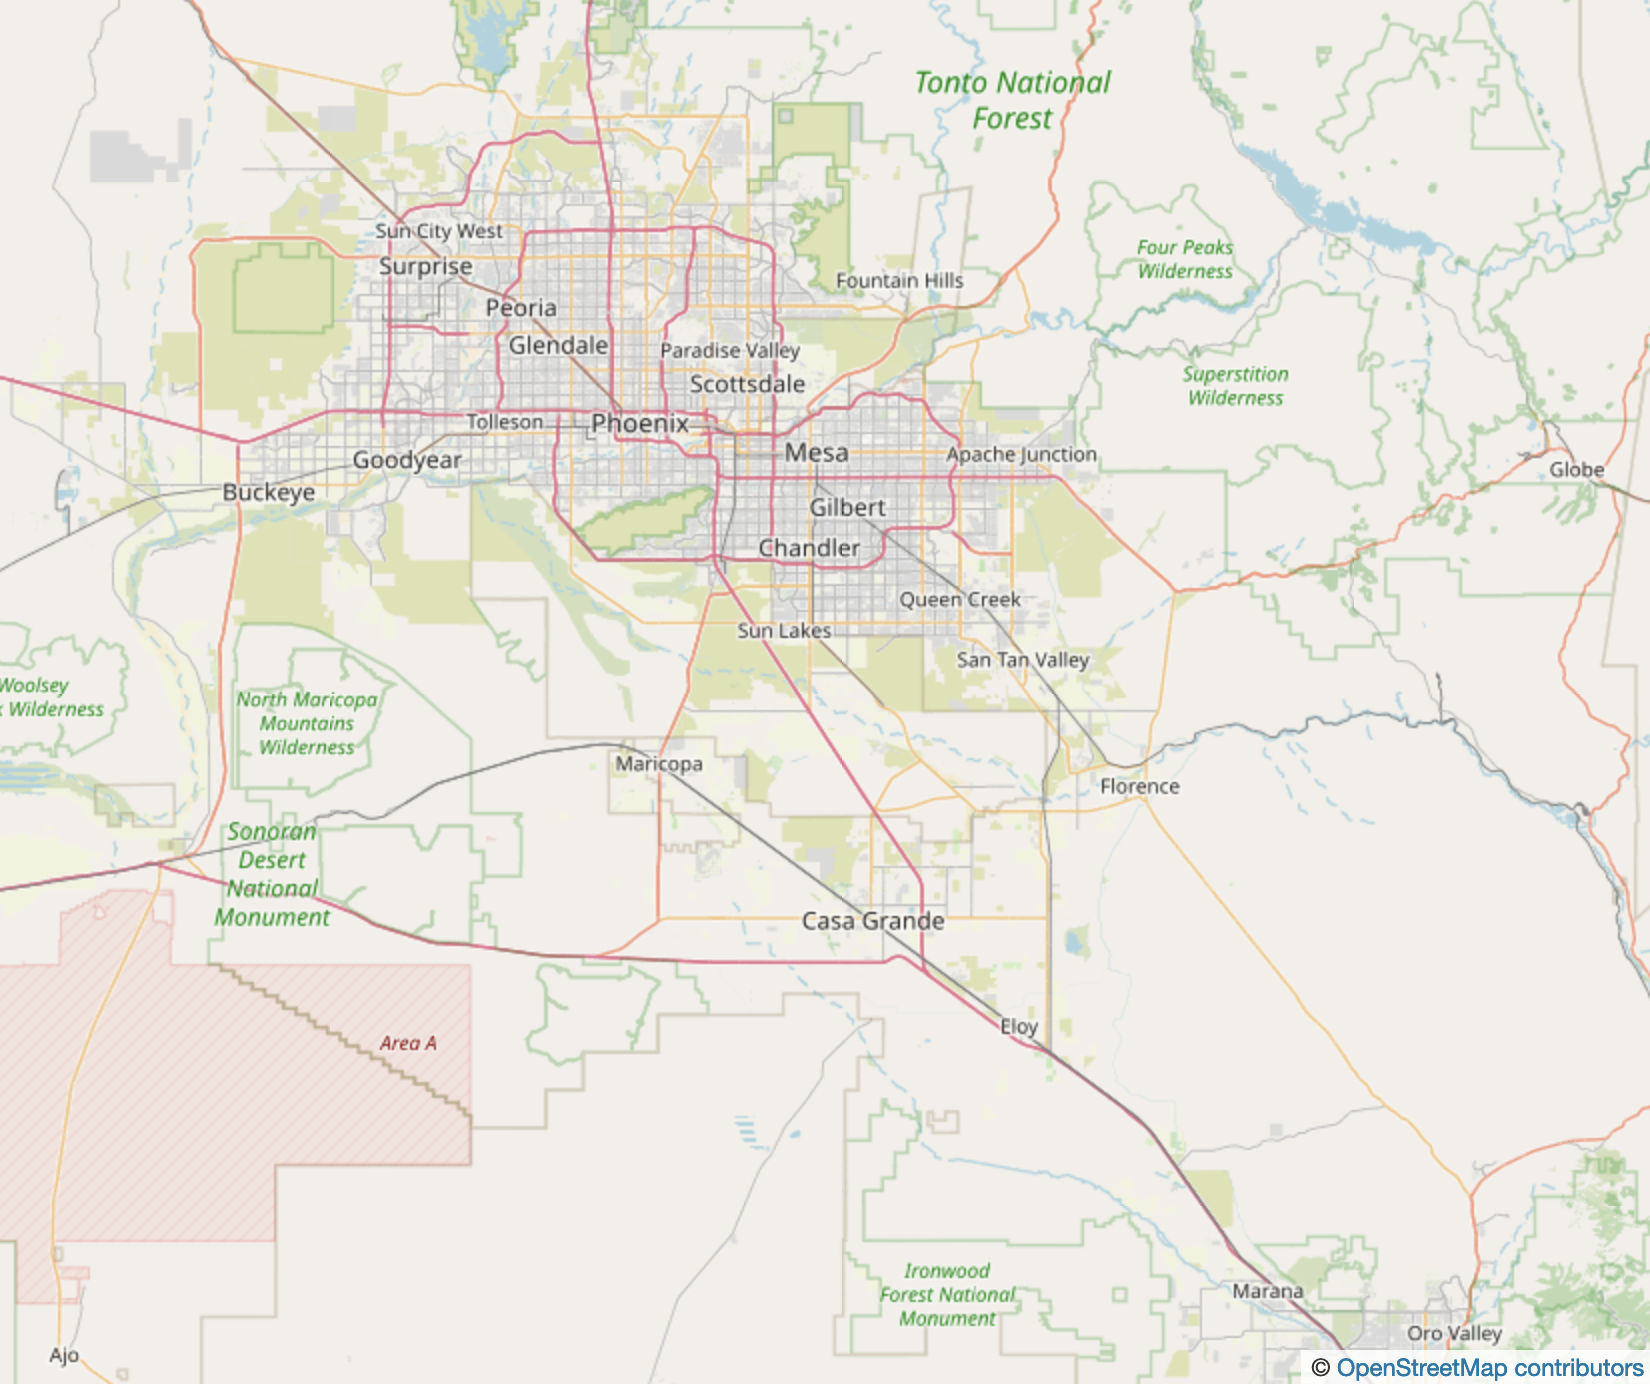 Tonto National
Forest
Sun City West
Surprise
Four Peaks
Wilderness
Fountain Hills
Peoria
Glendale
Paradise Valley
Scottsdale
Superstition
Wilderness
Tolleson
Phoenix
Mesa
Apache Junction
Goodyear
Globe
Buckeye
Gilbert
Chandler
Queen Creek
Sun Lakes
San Tan Valley
Woolsey
k Wilderness
North Maricopa
Mountains
Wilderness
Maricopa
Florence
Sonoran
Desert
National
Monument
Casa Grande
Eloy
Area A
Ironwood
Forest National
Monument
Marana
Oro Valley
Ajo
© OpenStreetMap contributors